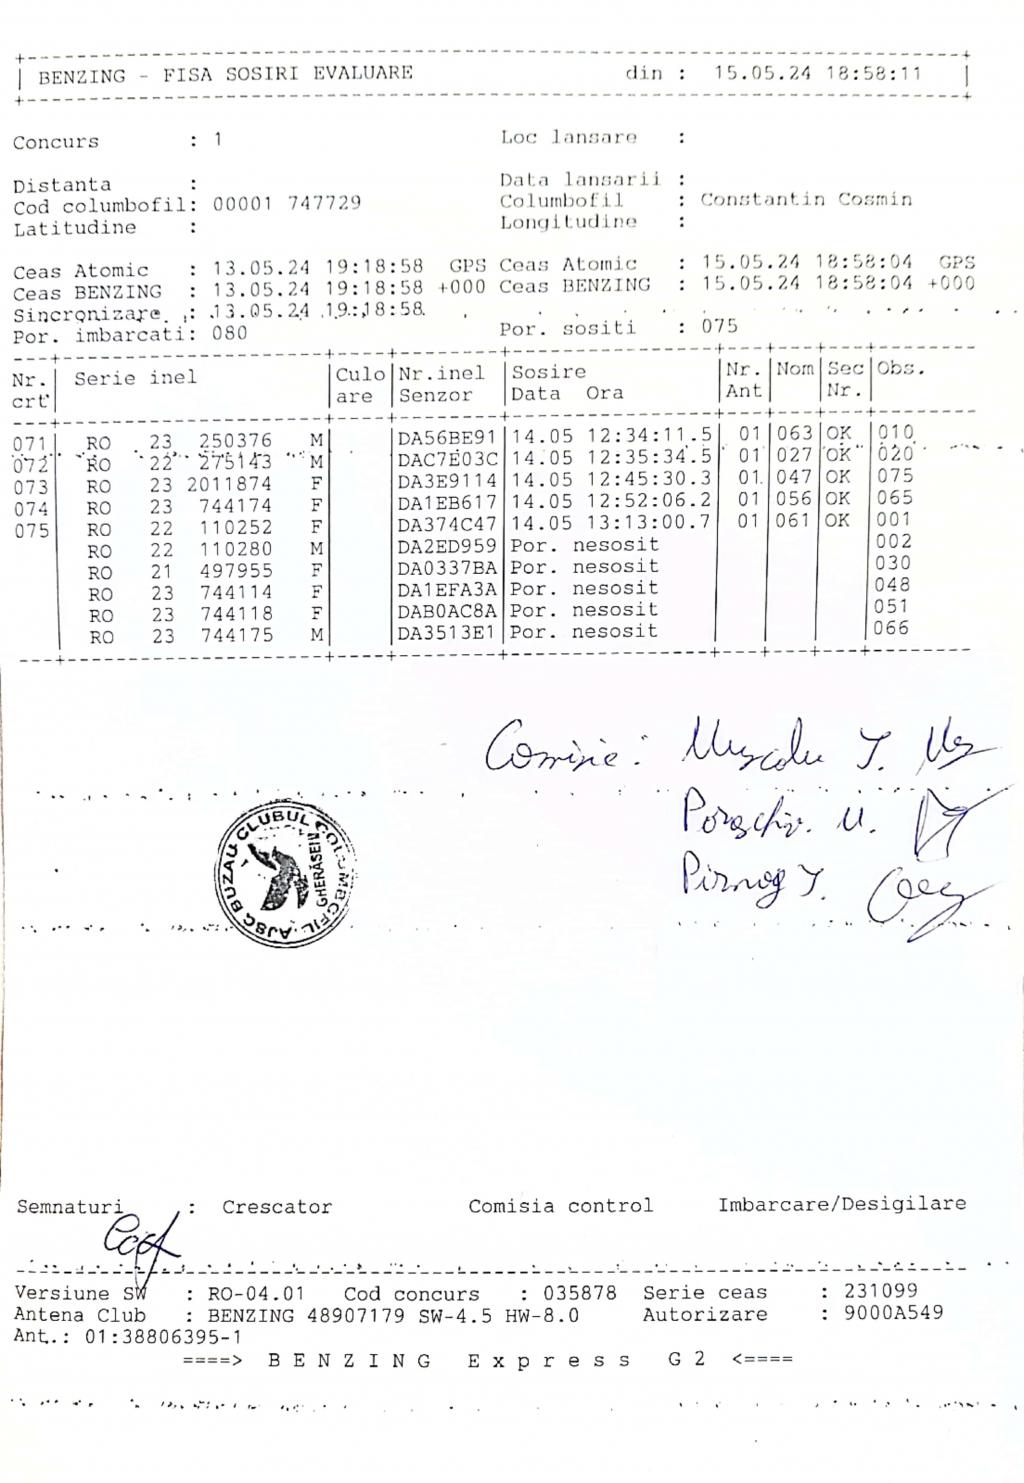 BENZING - FISA SOSIRI EVALUARE din : 15.05.24 18:58:11
Concurs : 1 Loc lansare :
Distanta : Data lansarii :
Cod columbofil: 00001 747729 Columbofil : Constantin Cosmin
Latitudine : Longitudine :
Ceas Atomic : 13.05.24 19:18:58 GPS Ceas Atomic : 15.05.24 18:58:04 GPS
Ceas BENZING : 13.05.24 19:18:58 +000 Ceas BENZING : 15.05.24 18:58:04 +000
Sincronizare : 13.05.24 19:18:58
Por. imbarcati: 080 Por. sositi : 075
Nr. Serie inel Culo Nr.inel Sosire Nr. Nom Sec Obs.
crt are Senzor Data Ora Ant Nr.
071 RO 23 250376 M DA56BE91 14.05 12:34:11.5 01 063 OK 010
072 RO 22 275143 M DAC7E03C 14.05 12:35:34.5 01 027 OK 020
073 RO 23 2011874 F DA3E9114 14.05 12:45:30.3 01 047 OK 075
074 RO 23 744174 F DA1EB617 14.05 12:52:06.2 01 056 OK 065
075 RO 22 110252 F DA374C47 14.05 13:13:00.7 01 061 OK 001
RO 22 110280 M DA2ED959 Por. nesosit 002
RO 21 497955 F DA0337BA Por. nesosit 030
RO 23 744114 F DA1EFA3A Por. nesosit 048
RO 23 744118 F DAB0AC8A Por. nesosit 051
RO 23 744175 M DA3513E1 Por. nesosit 066
Comisie:
Pirnog I.
AJSC BUZAU CLUBUL COLUMBOFIL
GHERĂSENI
Semnaturi : Crescator Comisia control Imbarcare/Desigilare
Versiune SW : RO-04.01 Cod concurs : 035878 Serie ceas : 231099
Antena Club : BENZING 48907179 SW-4.5 HW-8.0 Autorizare : 9000A549
Ant.: 01:38806395-1
====> BENZING Express G2 <====